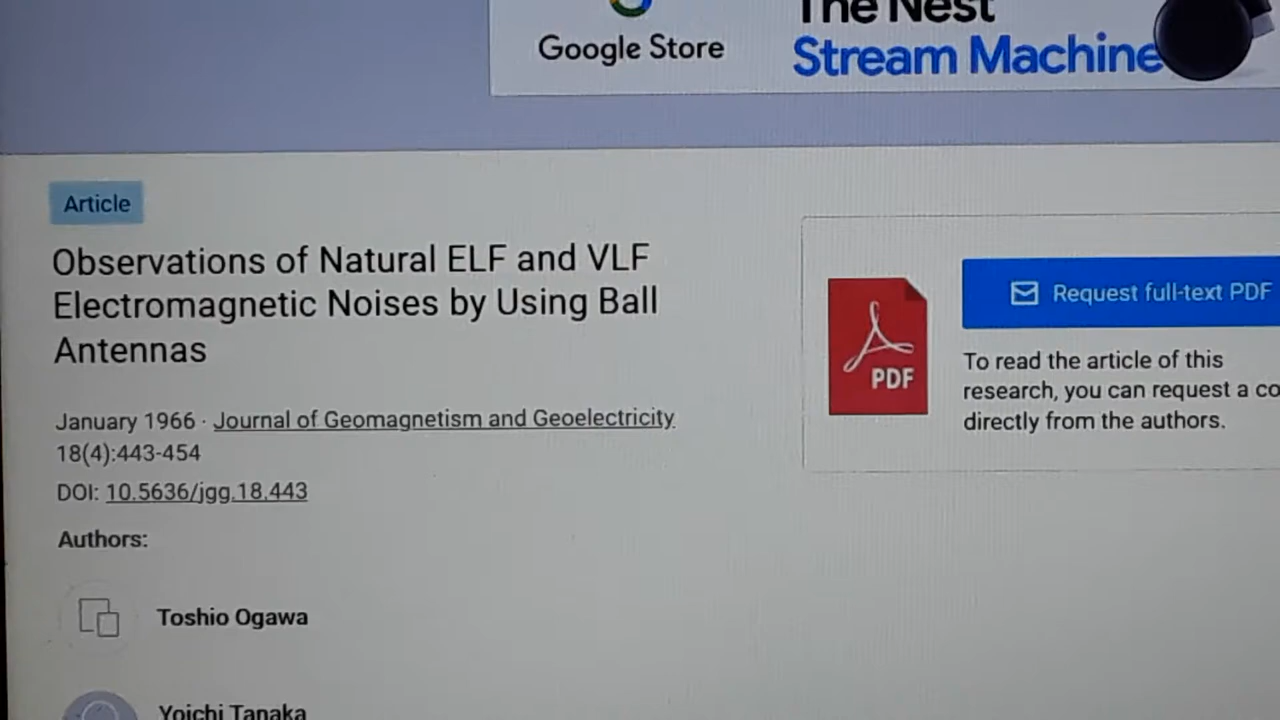 The Nest
Google Store
Stream Machine
Article
Observations of Natural ELF and VLF
Electromagnetic Noises by Using Ball
Antennas
January 1966 · Journal of Geomagnetism and Geoelectricity
18(4):443-454
DOI: 10.5636/jgg.18.443
Authors:
Toshio Ogawa
Yoichi Tanaka
Request full-text PDF
PDF
To read the article of this
research, you can request a co
directly from the authors.